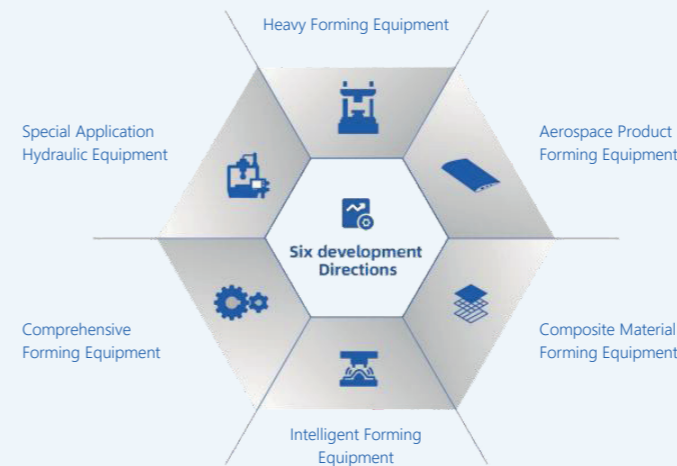 Heavy Forming Equipment
Special Application
Hydraulic Equipment
Aerospace Product
Forming Equipment
Six development
Directions
Comprehensive
Forming Equipment
Composite Material
Forming Equipment
Intelligent Forming
Equipment